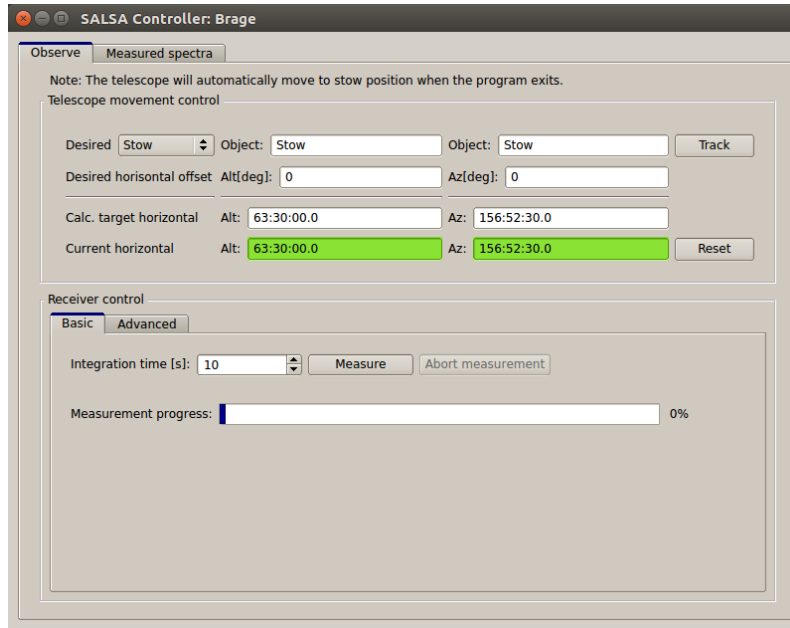 SALSA Controller: Brage
Observe Measured spectra
Note: The telescope will automatically move to stow position when the program exits.
Telescope movement control
Desired Stow Object: Stow Object: Stow Track
Desired horisontal offset Alt[deg]: 0 Az[deg]: 0
Calc. target horizontal Alt: 63:30:00.0 Az: 156:52:30.0
Current horizontal Alt: 63:30:00.0 Az: 156:52:30.0 Reset
Receiver control
Basic Advanced
Integration time [s]: 10 Measure Abort measurement
Measurement progress: 0%